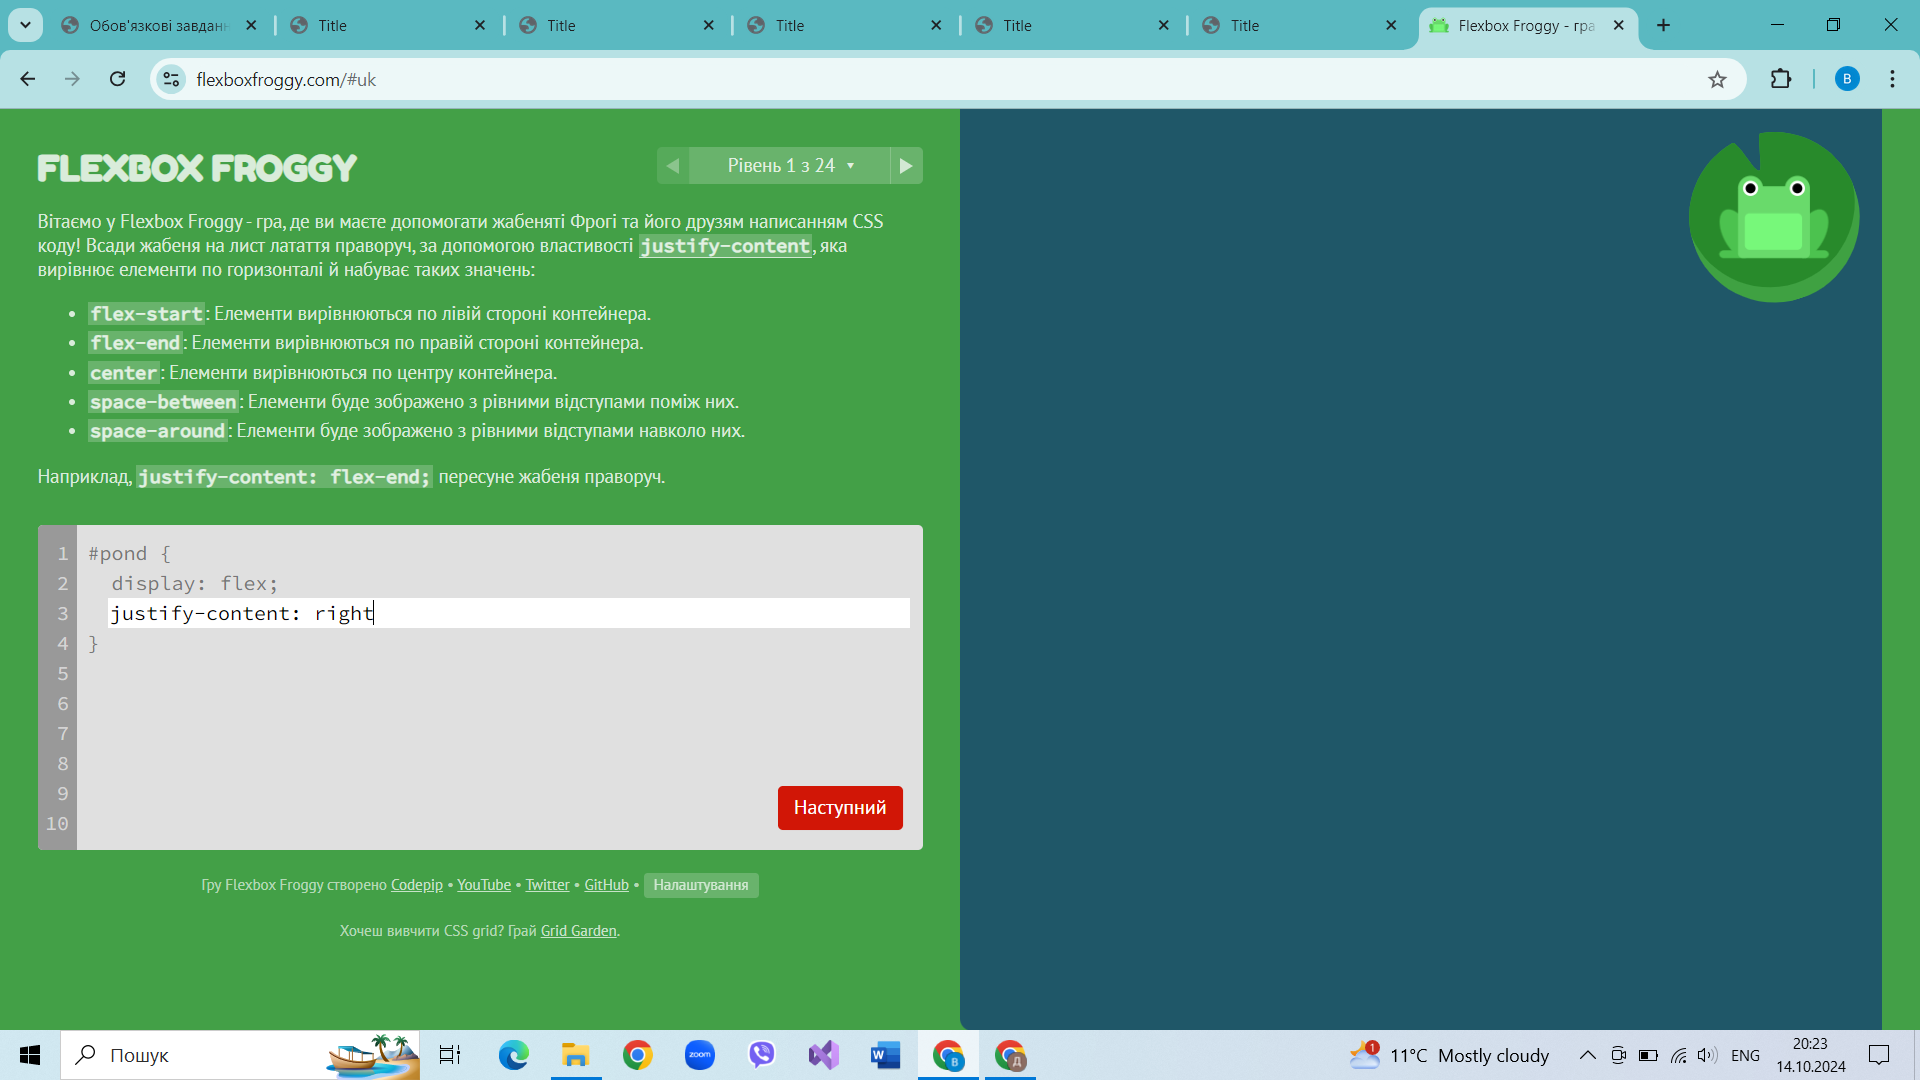 Обов'язкові завдань
Title
Title
Title
Title
Title
Flexbox Froggy - гра
flexboxfroggy.com/#uk
B
FLEXBOX FROGGY
Рівень 1 з 24
Вітаємо у Flexbox Froggy - гра, де ви маєте допомогати жабеняті Фрогі та його друзям написанням CSS
коду! Всади жабеня на лист латаття праворуч, за допомогою властивості justify-content, яка
вирівнює елементи по горизонталі й набуває таких значень:
• flex-start: Елементи вирівнюються по лівій стороні контейнера.
• flex-end: Елементи вирівнюються по правій стороні контейнера.
• center: Елементи вирівнюються по центру контейнера.
• space-between: Елементи буде зображено з рівними відступами поміж них.
• space-around: Елементи буде зображено з рівними відступами навколо них.
Наприклад, justify-content: flex-end; пересуне жабеня праворуч.
1 #pond {
2 display: flex;
3 justify-content: right
4 }
5
6
7
8
9
10
Наступний
Гру Flexbox Froggy створено Codepip • YouTube • Twitter • GitHub • Налаштування
Хочеш вивчити CSS grid? Грай Grid Garden.
Пошук
zoom
W
B
Д
1
11°C Mostly cloudy
ENG
20:23
14.10.2024